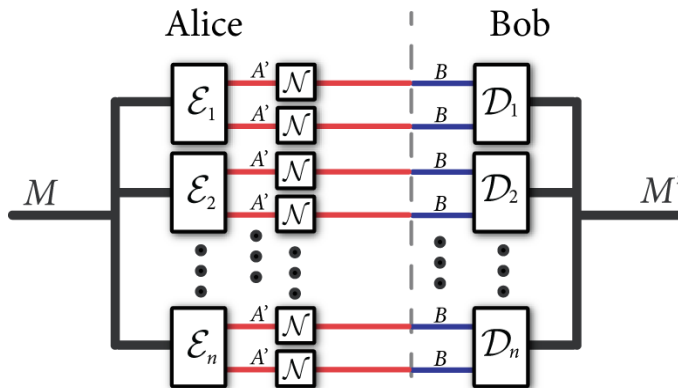 Alice Bob
A' 𝒩 B
ℰ1 𝒟1
A' 𝒩 B
A' 𝒩 B
M ℰ2 𝒟2 M'
A' 𝒩 B
A' 𝒩 B
ℰn 𝒟n
A' 𝒩 B